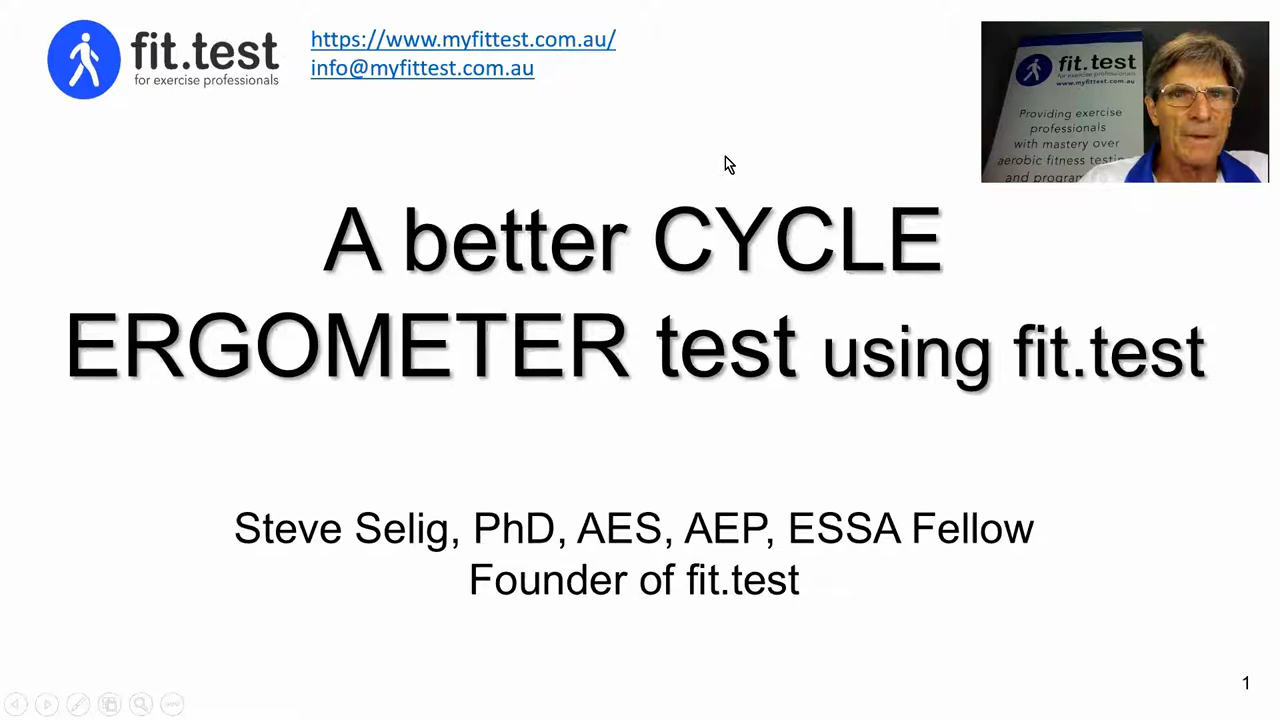 fit.test
for exercise professionals
https://www.myfittest.com.au/
info@myfittest.com.au
fit.test
for exercise professionals
www.myfittest.com.au
Providing exercise
professionals
with mastery over
aerobic fitness testin
and program
A better CYCLE
ERGOMETER test using fit.test
Steve Selig, PhD, AES, AEP, ESSA Fellow
Founder of fit.test
1